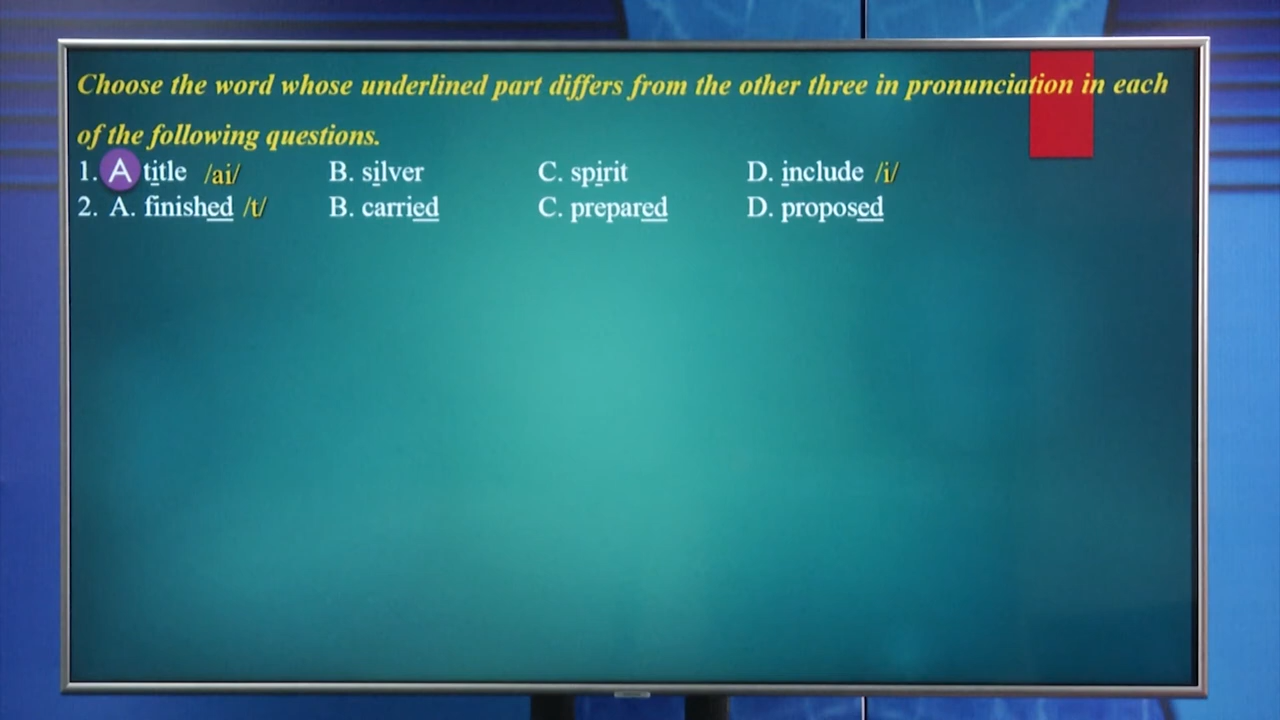 Choose the word whose underlined part differs from the other three in pronunciation in each
of the following questions.
1. A title /ai/ B. silver C. spirit D. include /i/
2. A. finished /t/ B. carried C. prepared D. proposed